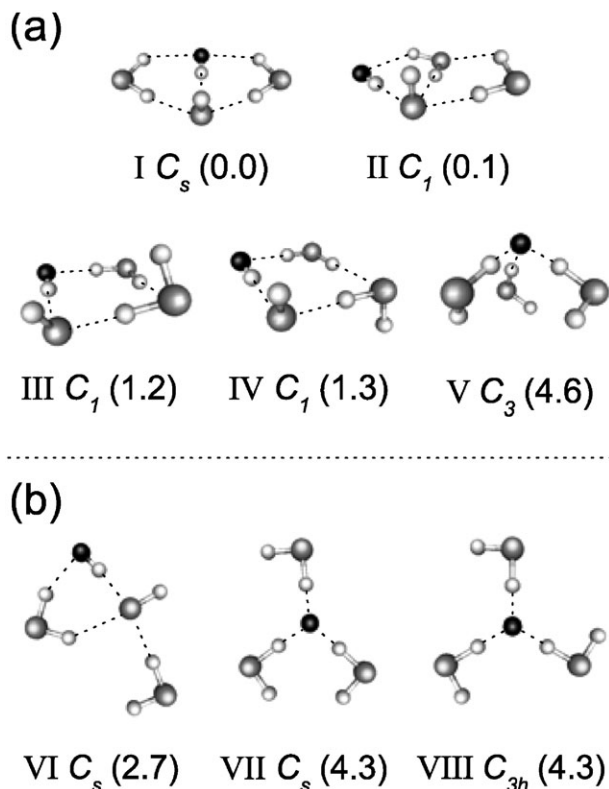 (a)
I Cₛ (0.0) II C₁ (0.1)
III C₁ (1.2) IV C₁ (1.3) V C₃ (4.6)
(b)
VI Cₛ (2.7) VII Cₛ (4.3) VIII C₃ₕ (4.3)